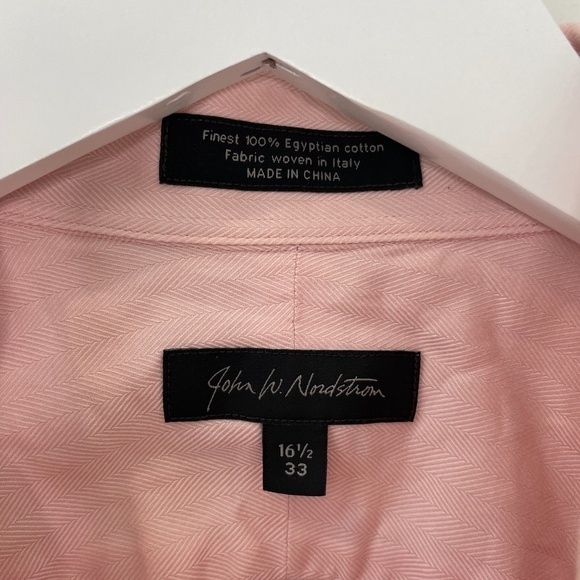 Finest 100% Egyptian cotton
Fabric woven in Italy
MADE IN CHINA
John W. Nordstrom
16½
33